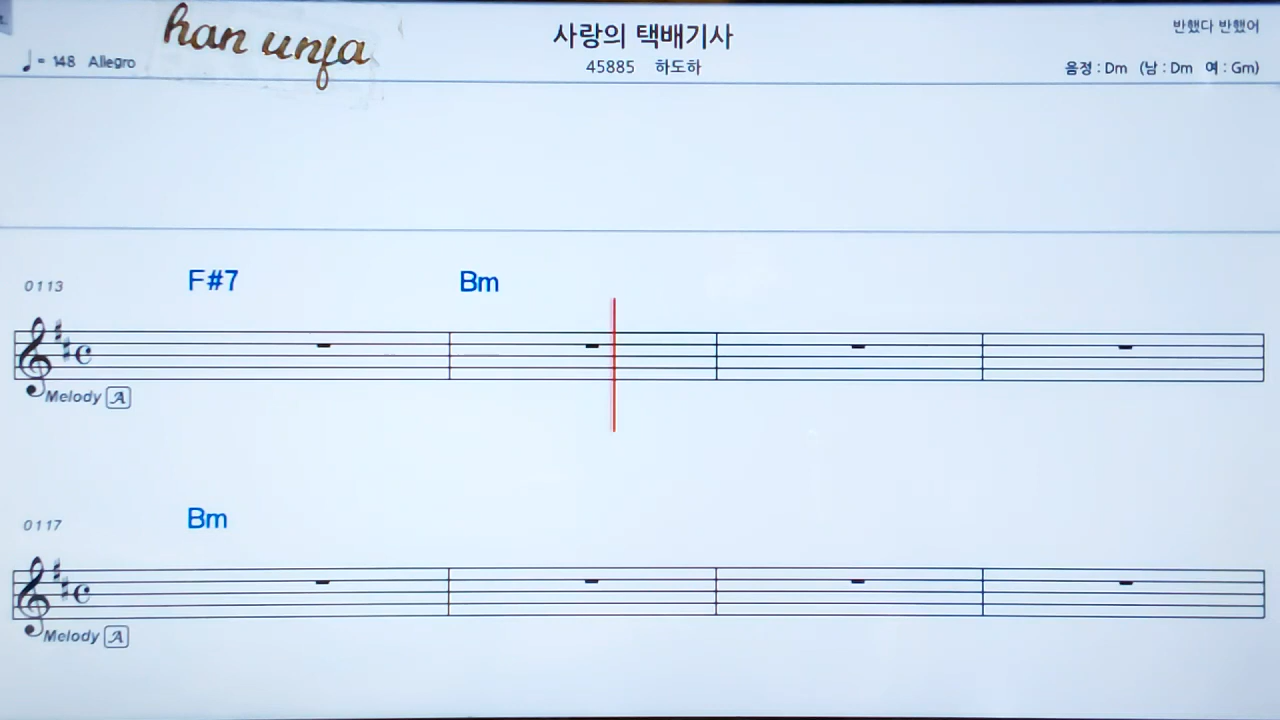 han unfa
♩ = 148 Allegro
사랑의 택배기사
45885 하도하
반했다 반했어
음정 : Dm (남 : Dm 여 : Gm)
0113
F#7 Bm
Melody A
0117
Bm
Melody A